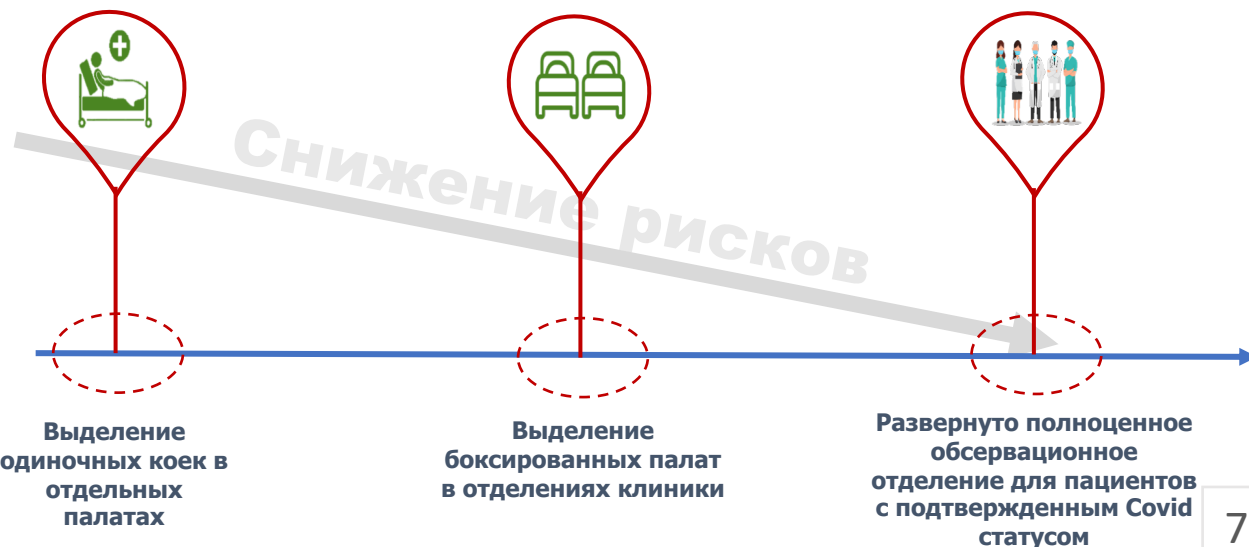 Снижение рисков
Выделение
одиночных коек в
отдельных
палатах
Выделение
боксированных палат
в отделениях клиники
Развернуто полноценное
обсервационное
отделение для пациентов
с подтвержденным Covid
статусом
7